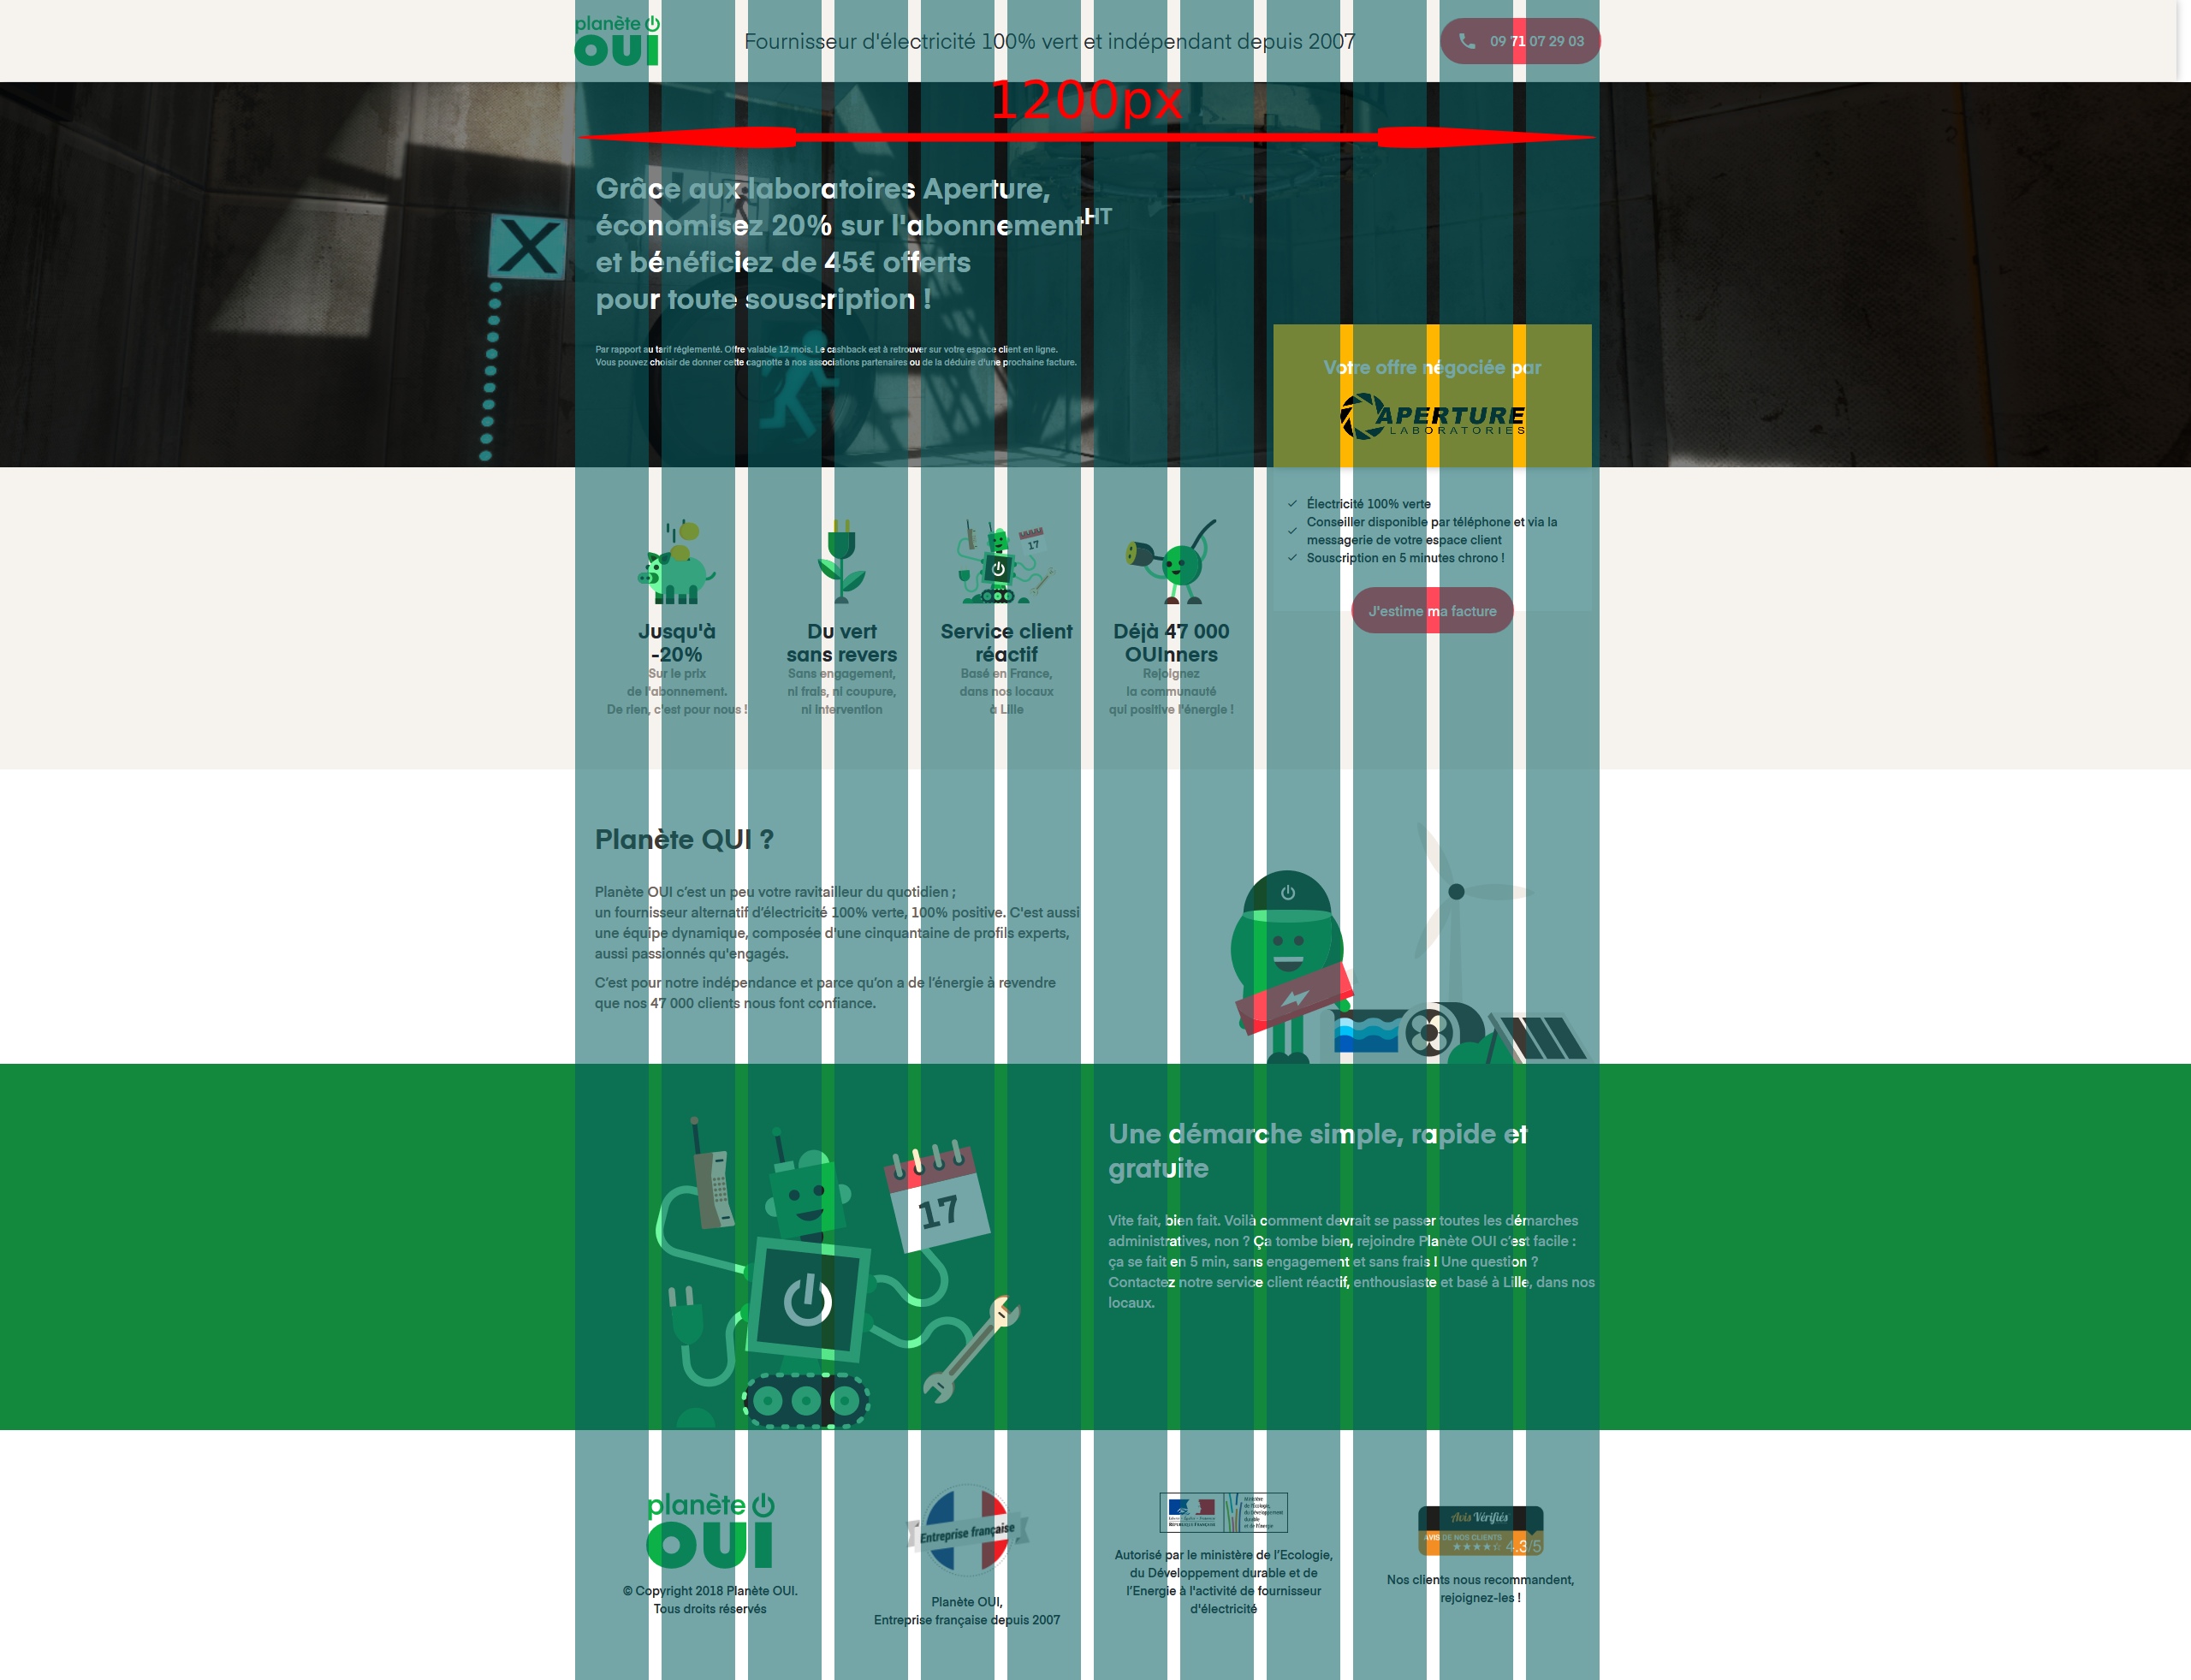 planète
OUI
Fournisseur d'électricité 100% vert et indépendant depuis 2007
09 71 07 29 03
1200px
Grâce aux laboratoires Aperture,
économisez 20% sur l'abonnement HT
et bénéficiez de 45€ offerts
pour toute souscription !
Par rapport au tarif réglementé. Offre valable 12 mois. Le cashback est à retrouver sur votre espace client en ligne.
Vous pouvez choisir de donner cette cagnotte à nos associations partenaires ou de la déduire d'une prochaine facture.
Votre offre négociée par
APERTURE
LABORATORIES
Électricité 100% verte
Conseiller disponible par téléphone et via la
messagerie de votre espace client
Souscription en 5 minutes chrono !
J'estime ma facture
17
Jusqu'à
-20%
Sur le prix
de l'abonnement.
De rien, c'est pour nous !
Du vert
sans revers
Sans engagement,
ni frais, ni coupure,
ni intervention
Service client
réactif
Basé en France,
dans nos locaux
à Lille
Déjà 47 000
OUInners
Rejoignez
la communauté
qui positive l'énergie !
Planète QUI ?
Planète OUI c’est un peu votre ravitailleur du quotidien ;
un fournisseur alternatif d’électricité 100% verte, 100% positive. C'est aussi
une équipe dynamique, composée d'une cinquantaine de profils experts,
aussi passionnés qu'engagés.
C’est pour notre indépendance et parce qu’on a de l’énergie à revendre
que nos 47 000 clients nous font confiance.
17
Une démarche simple, rapide et
gratuite
Vite fait, bien fait. Voilà comment devrait se passer toutes les démarches
administratives, non ? Ça tombe bien, rejoindre Planète OUI c’est facile :
ça se fait en 5 min, sans engagement et sans frais ! Une question ?
Contactez notre service client réactif, enthousiaste et basé à Lille, dans nos
locaux.
planète
OUI
© Copyright 2018 Planète OUI.
Tous droits réservés
Entreprise française
Planète OUI,
Entreprise française depuis 2007
RÉPUBLIQUE FRANÇAISE
Ministère
de l'Écologie,
du Développement
durable
et de l'Énergie
Autorisé par le ministère de l’Ecologie,
du Développement durable et de
l’Energie à l'activité de fournisseur
d'électricité
Avis Vérifiés
AVIS DE NOS CLIENTS
4.3/5
Nos clients nous recommandent,
rejoignez-les !